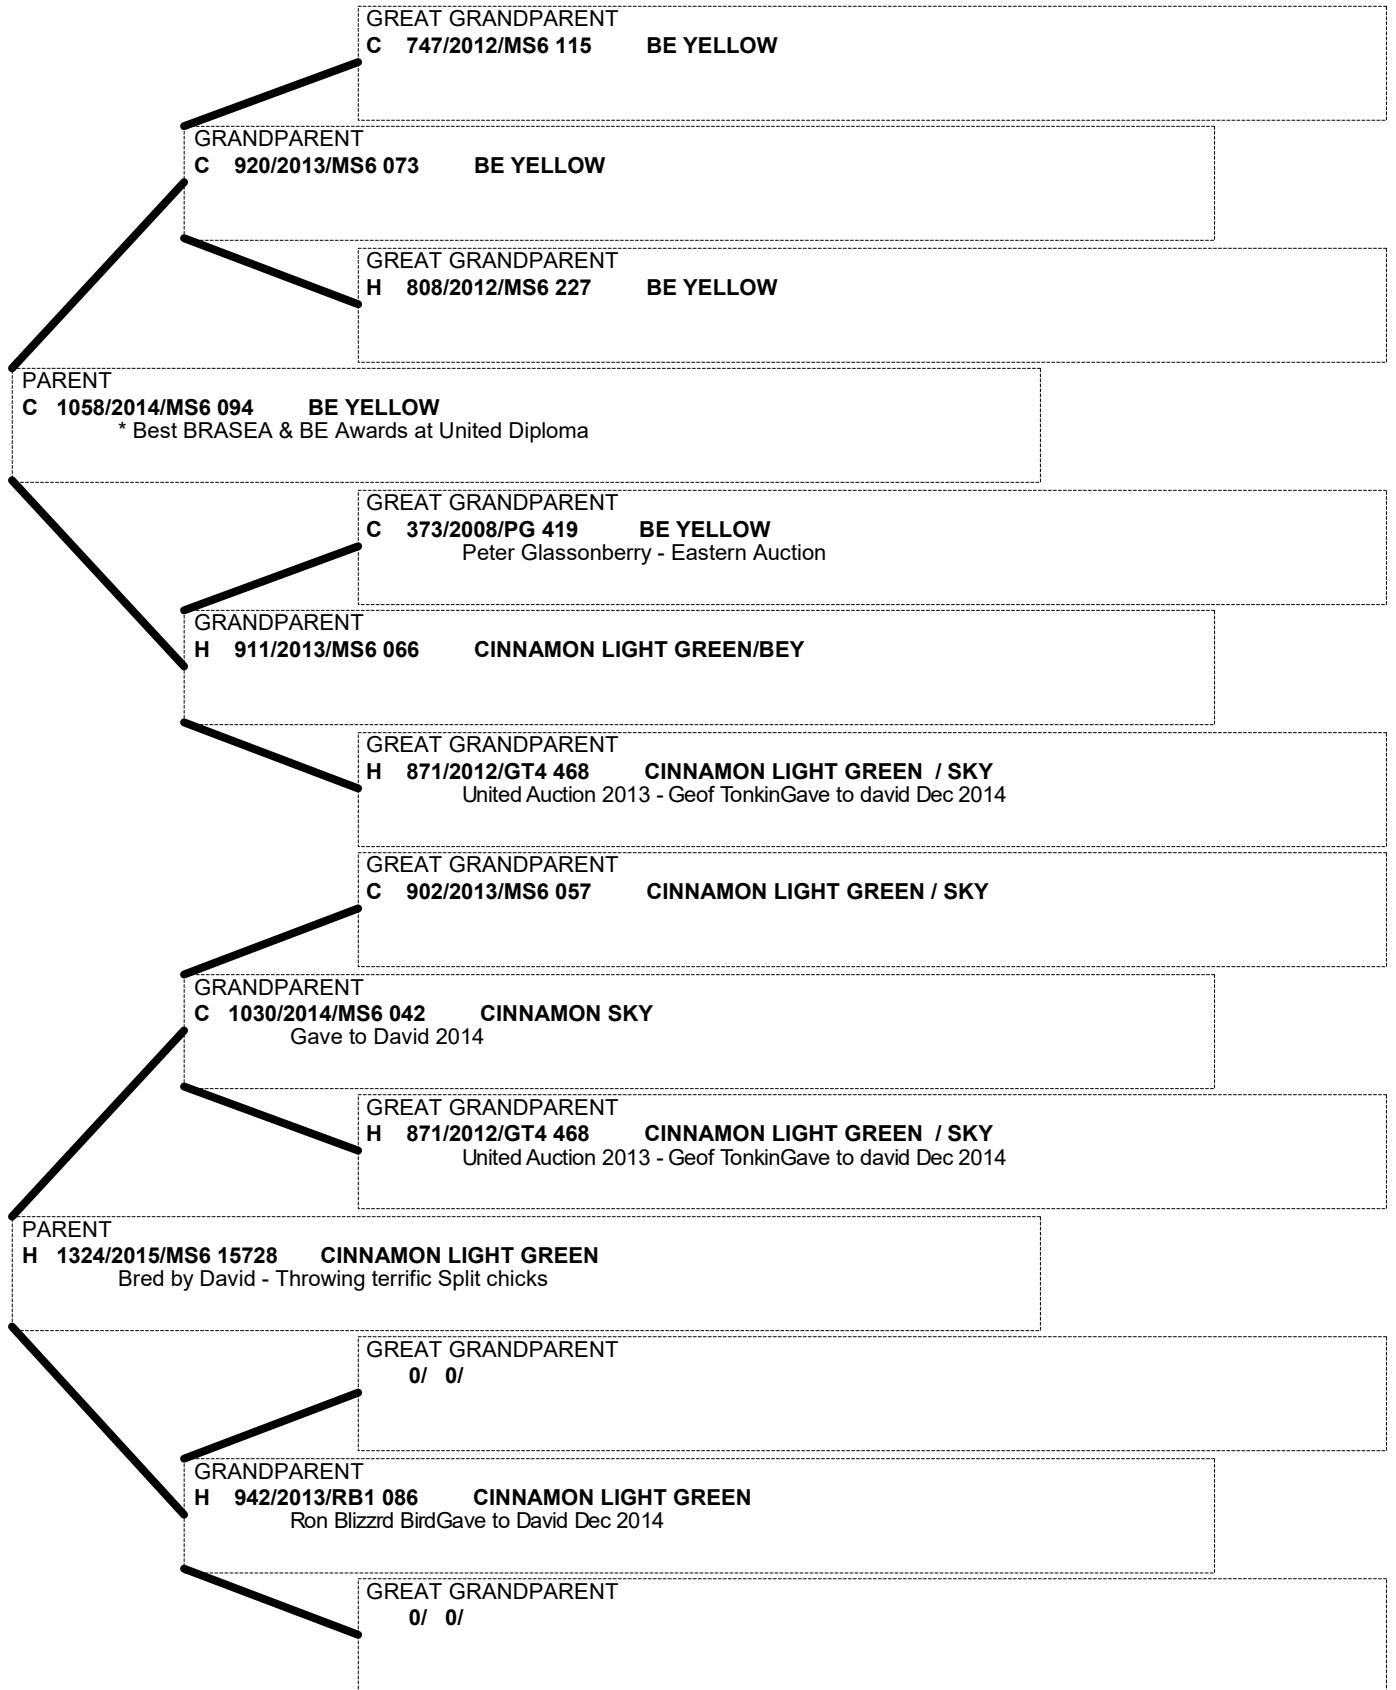 GREAT GRANDPARENT
C 747/2012/MS6 115 BE YELLOW
GRANDPARENT
C 920/2013/MS6 073 BE YELLOW
GREAT GRANDPARENT
H 808/2012/MS6 227 BE YELLOW
PARENT
C 1058/2014/MS6 094 BE YELLOW
* Best BRASEA & BE Awards at United Diploma
GREAT GRANDPARENT
C 373/2008/PG 419 BE YELLOW
Peter Glassonberry - Eastern Auction
GRANDPARENT
H 911/2013/MS6 066 CINNAMON LIGHT GREEN/BEY
GREAT GRANDPARENT
H 871/2012/GT4 468 CINNAMON LIGHT GREEN / SKY
United Auction 2013 - Geof TonkinGave to david Dec 2014
GREAT GRANDPARENT
C 902/2013/MS6 057 CINNAMON LIGHT GREEN / SKY
GRANDPARENT
C 1030/2014/MS6 042 CINNAMON SKY
Gave to David 2014
GREAT GRANDPARENT
H 871/2012/GT4 468 CINNAMON LIGHT GREEN / SKY
United Auction 2013 - Geof TonkinGave to david Dec 2014
PARENT
H 1324/2015/MS6 15728 CINNAMON LIGHT GREEN
Bred by David - Throwing terrific Split chicks
GREAT GRANDPARENT
0/ 0/
GRANDPARENT
H 942/2013/RB1 086 CINNAMON LIGHT GREEN
Ron Blizzrd BirdGave to David Dec 2014
GREAT GRANDPARENT
0/ 0/